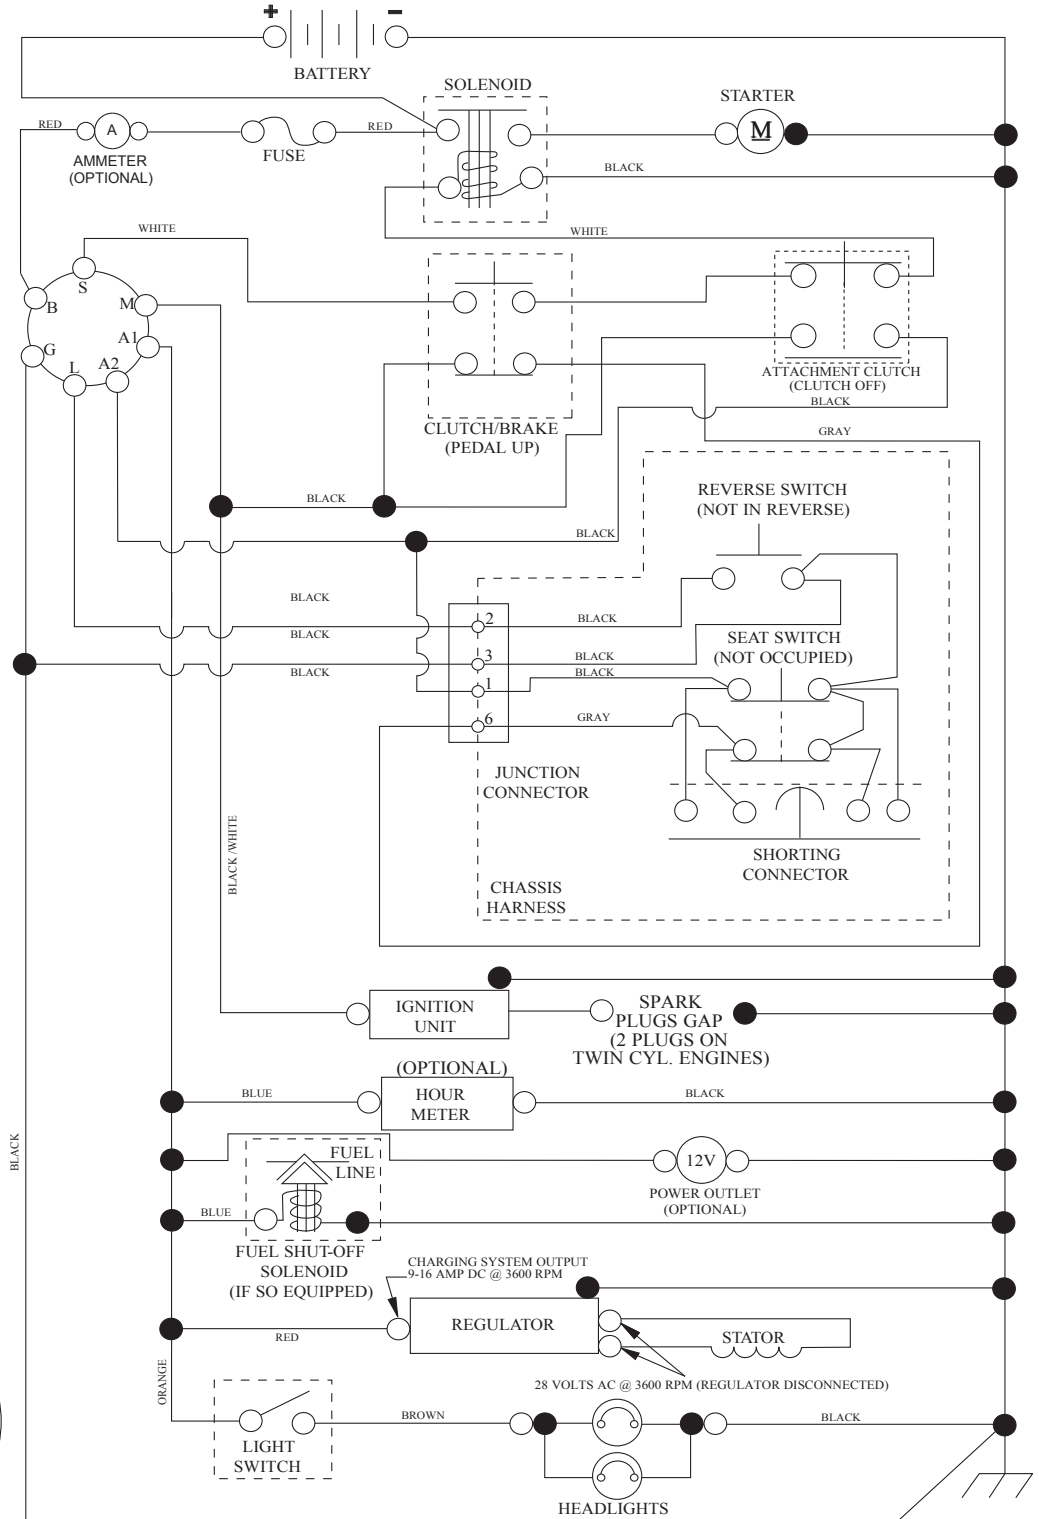 + −
BATTERY
SOLENOID
STARTER
RED
A
RED
M
FUSE
AMMETER
(OPTIONAL)
BLACK
WHITE
WHITE
S
B
M
A1
G
L
A2
ATTACHMENT CLUTCH
(CLUTCH OFF)
BLACK
CLUTCH/BRAKE
(PEDAL UP)
GRAY
REVERSE SWITCH
(NOT IN REVERSE)
BLACK
BLACK
BLACK
2
BLACK
BLACK
SEAT SWITCH
(NOT OCCUPIED)
3
BLACK
BLACK
BLACK
1
6
GRAY
JUNCTION
CONNECTOR
SHORTING
CONNECTOR
BLACK /WHITE
CHASSIS
HARNESS
IGNITION
UNIT
SPARK
PLUGS GAP
(2 PLUGS ON
TWIN CYL. ENGINES)
(OPTIONAL)
HOUR
METER
BLUE
BLACK
BLACK
FUEL
LINE
12V
POWER OUTLET
(OPTIONAL)
BLUE
FUEL SHUT-OFF
SOLENOID
(IF SO EQUIPPED)
CHARGING SYSTEM OUTPUT
9-16 AMP DC @ 3600 RPM
REGULATOR
STATOR
RED
28 VOLTS AC @ 3600 RPM (REGULATOR DISCONNECTED)
ORANGE
BROWN
BLACK
LIGHT
SWITCH
HEADLIGHTS